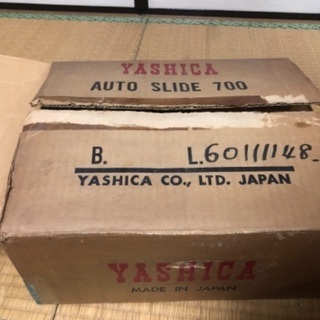 YASHICA
AUTO SLIDE 700
B. L.60111148
YASHICA CO., LTD. JAPAN
YASHICA
MADE IN JAPAN